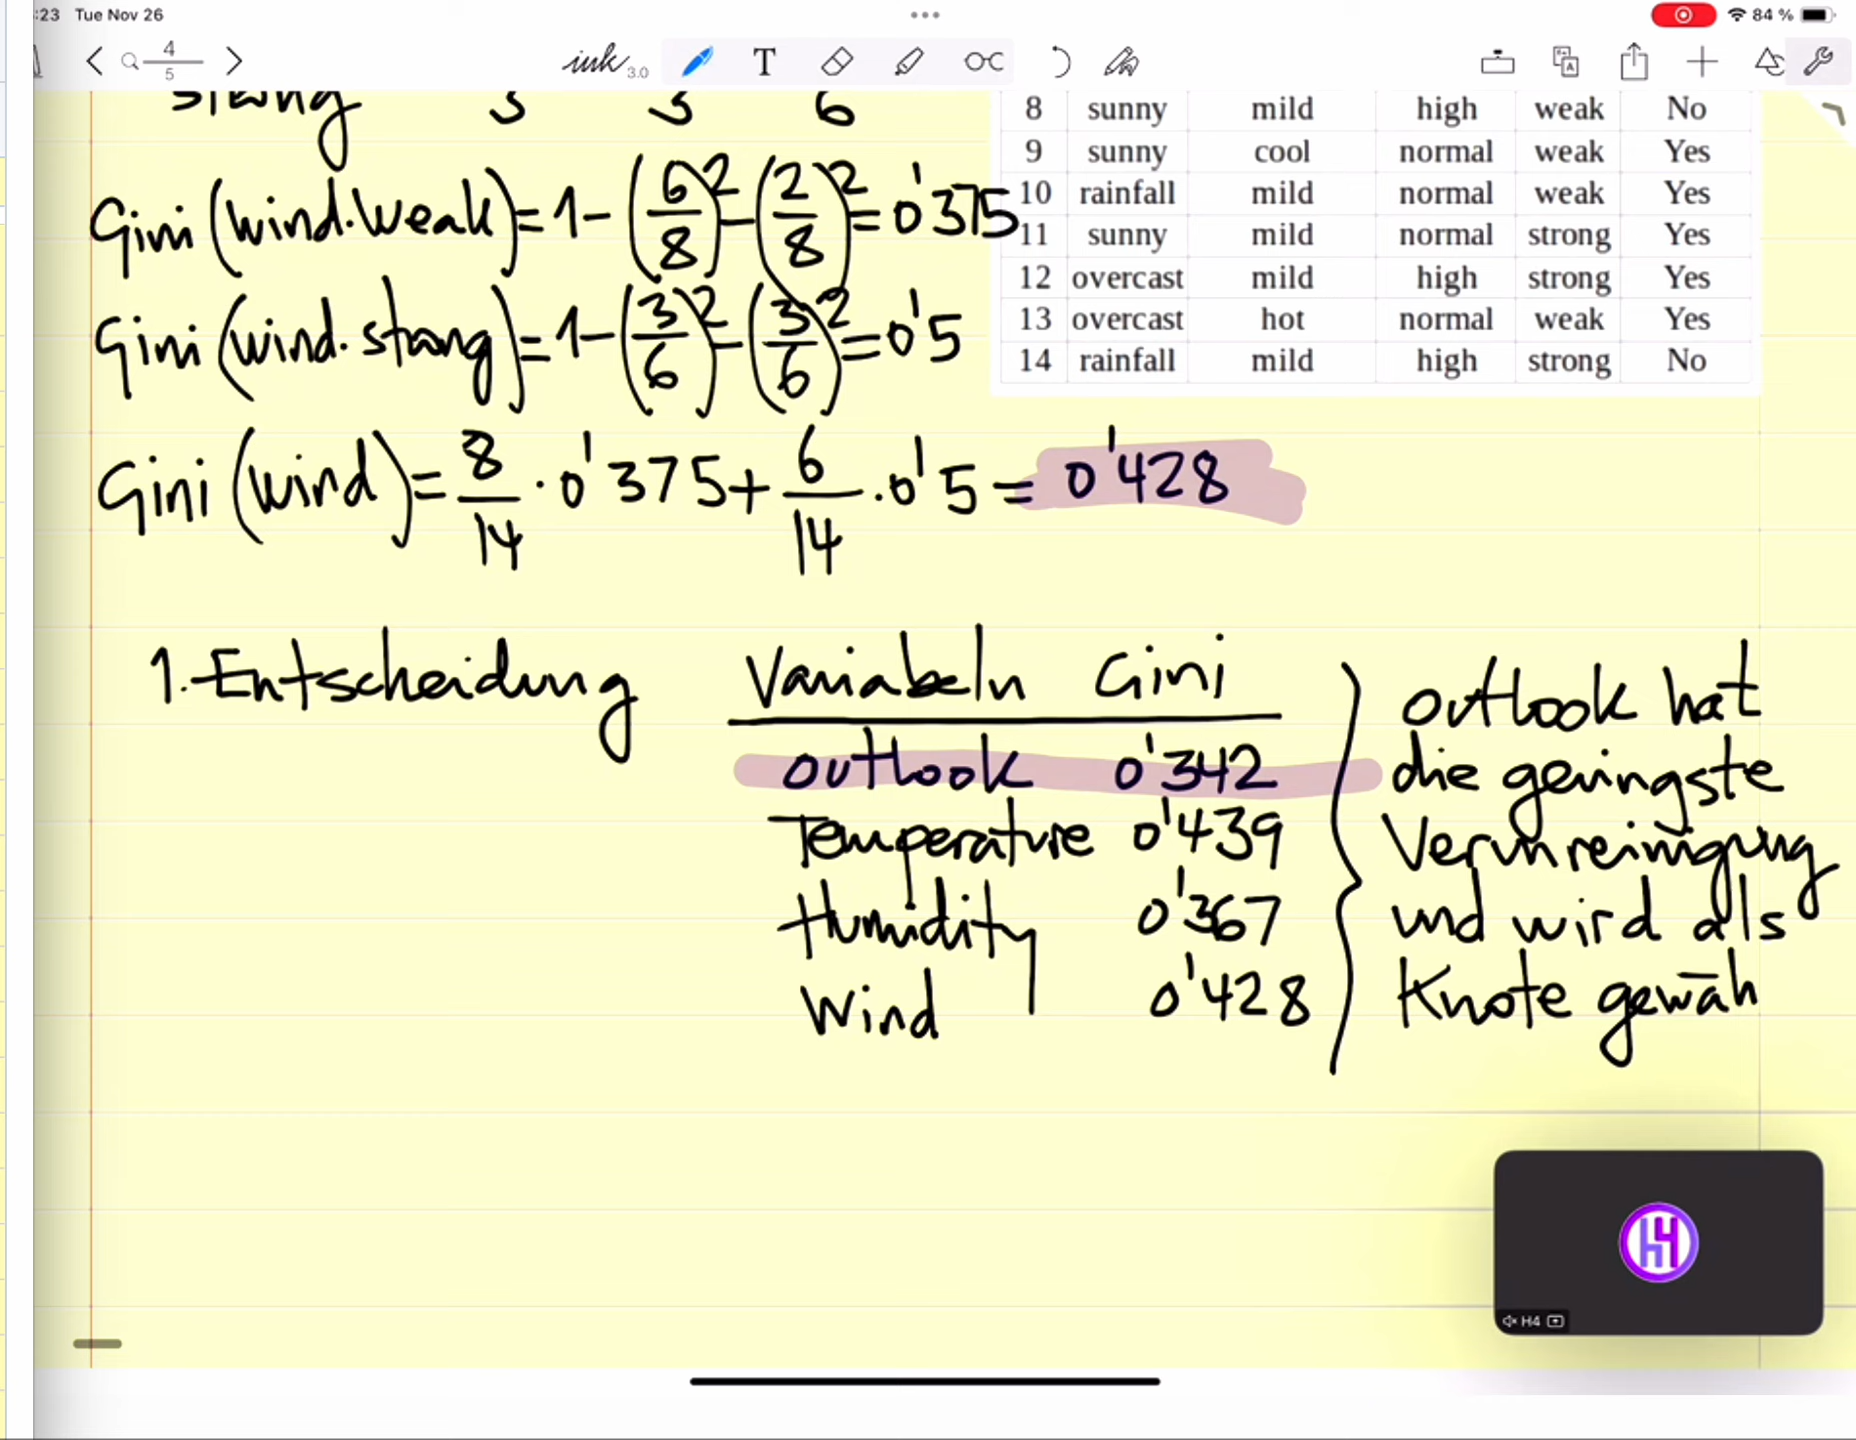 :23 Tue Nov 26
84 %
4
5
ink 3.0
T
strong 3 3 6
8 sunny mild high weak No
9 sunny cool normal weak Yes
10 rainfall mild normal weak Yes
11 sunny mild normal strong Yes
12 overcast mild high strong Yes
13 overcast hot normal weak Yes
14 rainfall mild high strong No
Gini (wind.weak) = 1 - (6/8)² - (2/8)² = 0'375
Gini (wind.strong) = 1 - (3/6)² - (3/6)² = 0'5
Gini (wind) = 8/14 · 0'375 + 6/14 · 0'5 = 0'428
1. Entscheidung
Variabeln Gini
outlook 0'342
Temperature 0'439
Humidity 0'367
Wind 0'428
outlook hat
die geringste
Verunreinigung
und wird als
Knote gewäh
H4